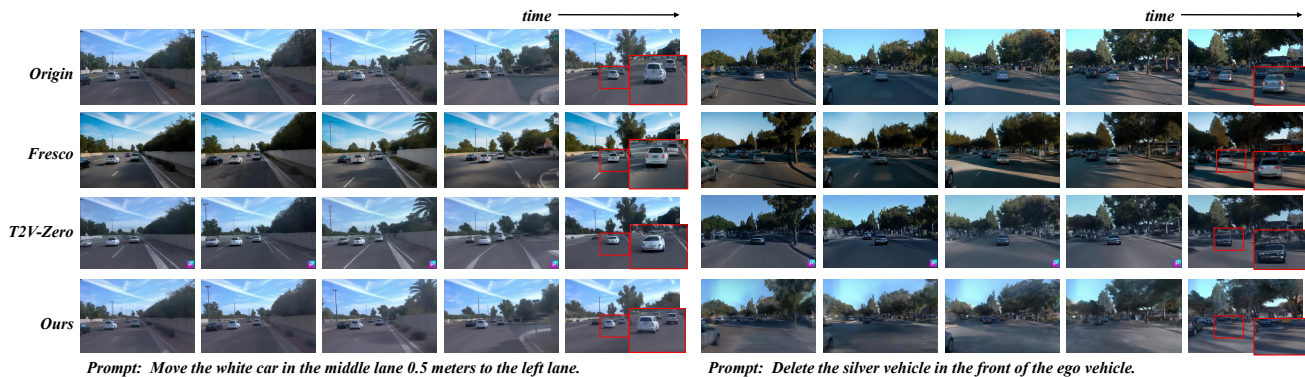 time time
Origin
Fresco
T2V-Zero
Ours
Prompt: Move the white car in the middle lane 0.5 meters to the left lane. Prompt: Delete the silver vehicle in the front of the ego vehicle.